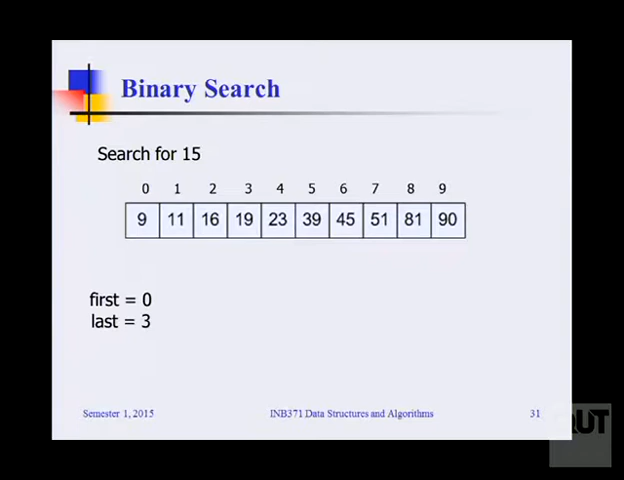 Binary Search
Search for 15
0 1 2 3 4 5 6 7 8 9
9 11 16 19 23 39 45 51 81 90
first = 0
last = 3
Semester 1, 2015 INB371 Data Structures and Algorithms 31
QUT